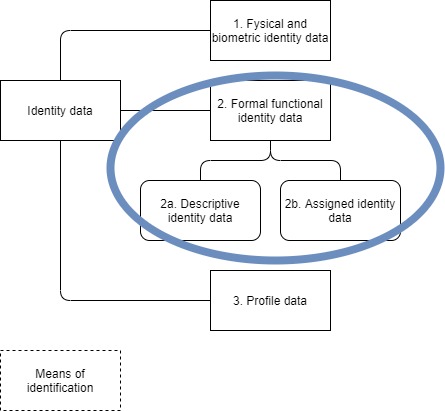 1. Fysical and
biometric identity data
Identity data
2. Formal functional
identity data
2a. Descriptive
identity data
2b. Assigned identity
data
3. Profile data
Means of
identification